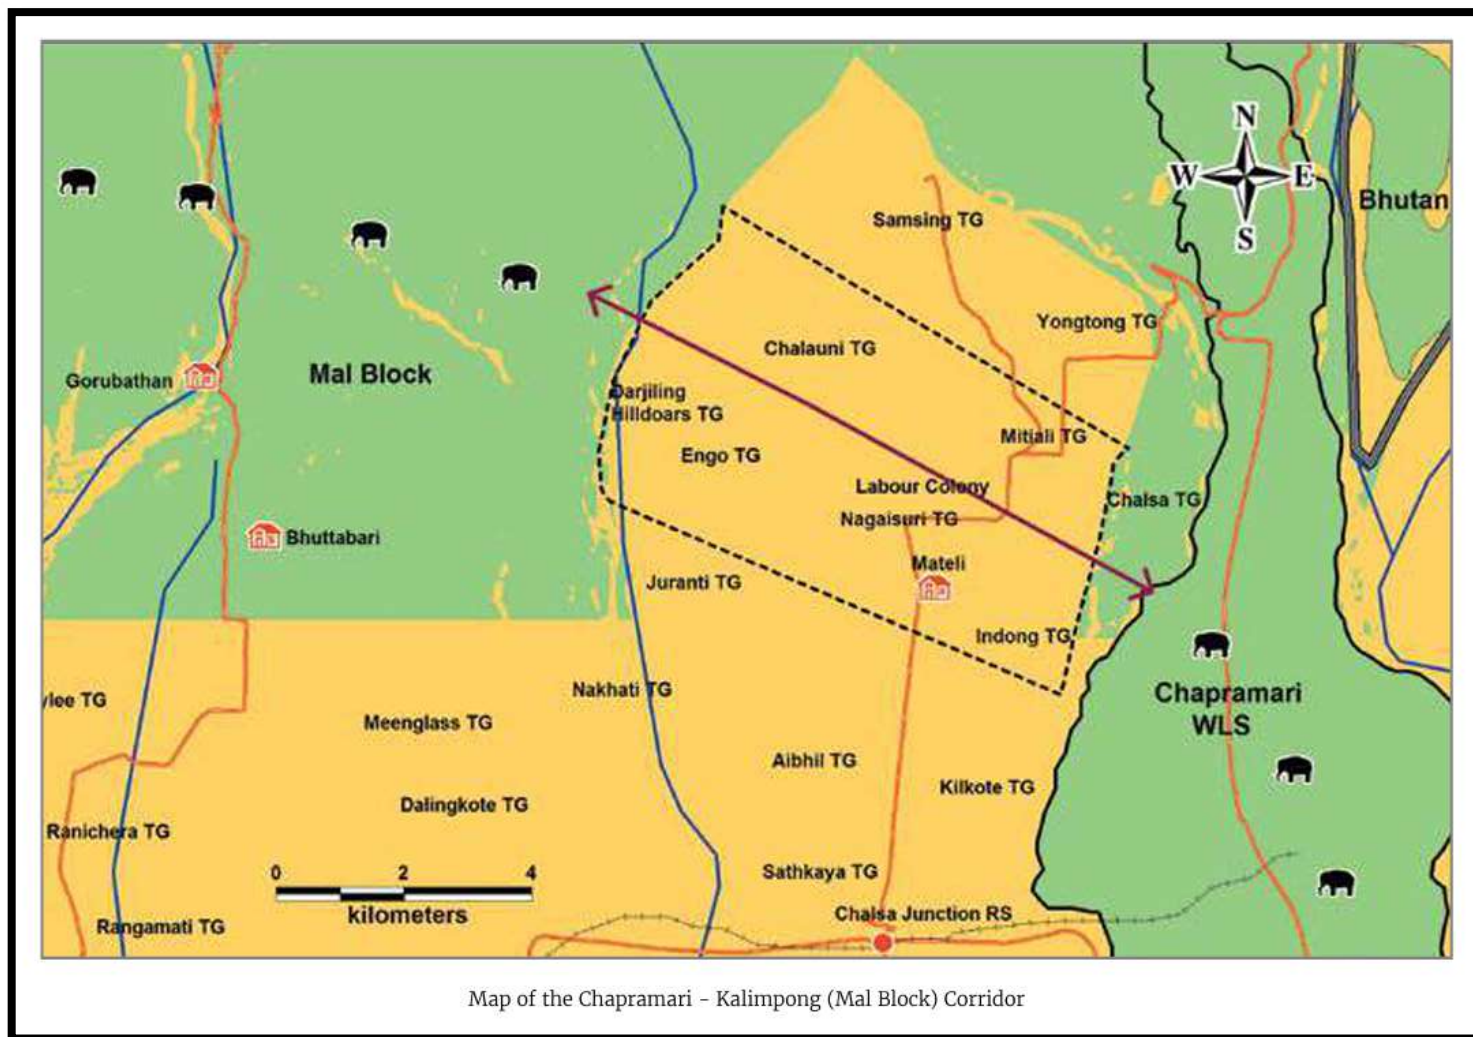 N
W E
S
Bhutan
Samsing TG
Yongtong TG
Chalauni TG
Gorubathan
Mal Block
Darjiling
Hilldoars TG
Mitiali TG
Engo TG
Labour Colony
Chalsa TG
Nagaisuri TG
Bhuttabari
Mateli
Juranti TG
Indong TG
Nakhati TG
Chapramari
WLS
ylee TG
Meenglass TG
Aibhil TG
Kilkote TG
Dalingkote TG
Ranichera TG
0 2 4
kilometers
Sathkaya TG
Chalsa Junction RS
Rangamati TG
Map of the Chapramari - Kalimpong (Mal Block) Corridor